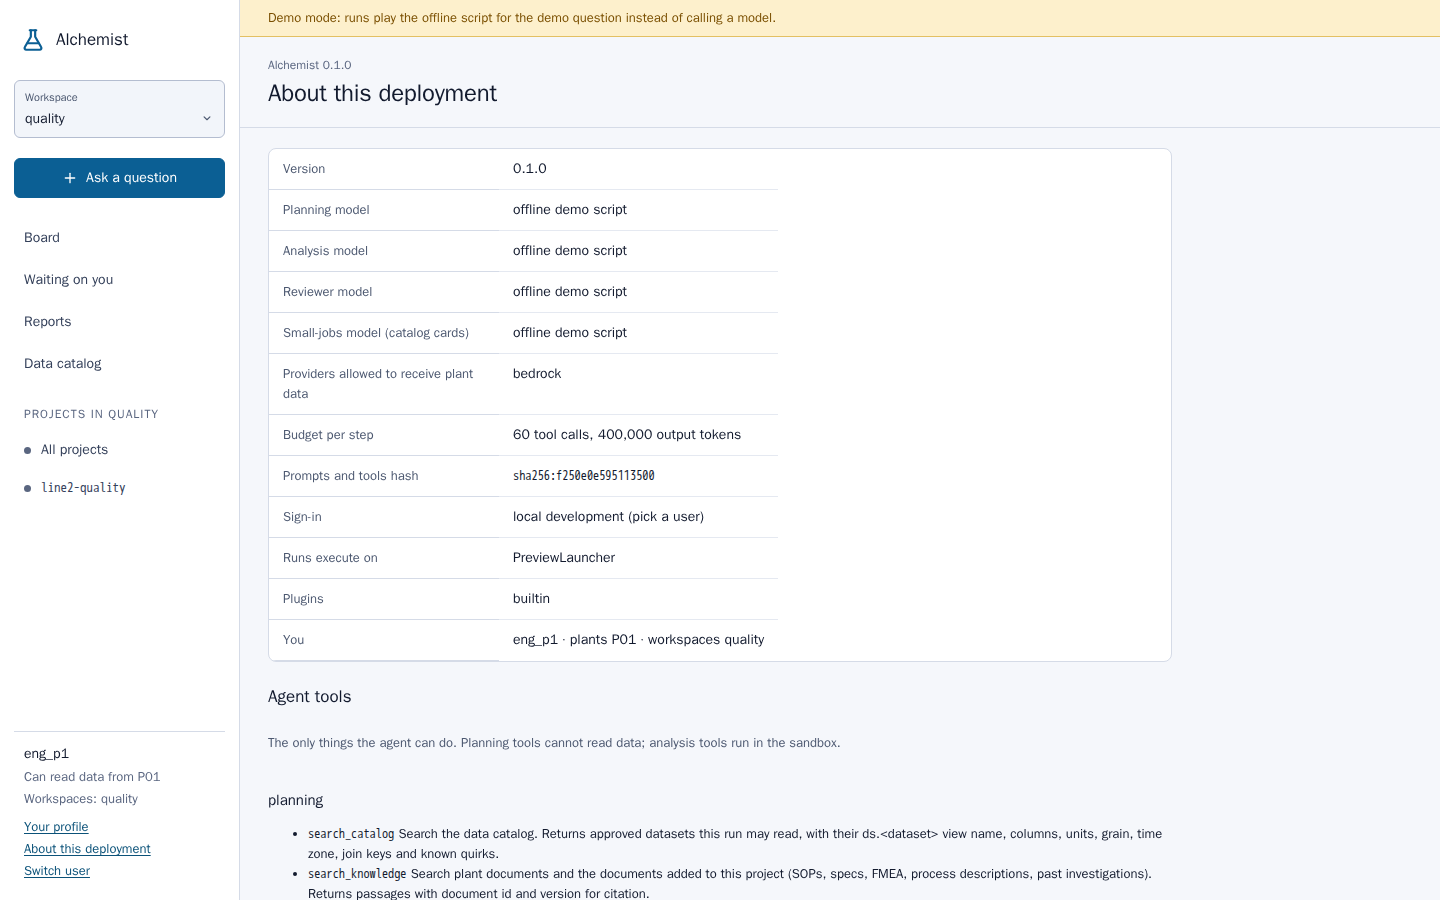 Demo mode: runs play the offline script for the demo question instead of calling a model.
Alchemist
Workspace
quality
Ask a question
Board
Waiting on you
Reports
Data catalog
PROJECTS IN QUALITY
All projects
line2-quality
eng_p1
Can read data from P01
Workspaces: quality
Your profile
About this deployment
Switch user
Alchemist 0.1.0
About this deployment
Version 0.1.0
Planning model offline demo script
Analysis model offline demo script
Reviewer model offline demo script
Small-jobs model (catalog cards) offline demo script
Providers allowed to receive plant bedrock
data
Budget per step 60 tool calls, 400,000 output tokens
Prompts and tools hash sha256:f250e0e595113500
Sign-in local development (pick a user)
Runs execute on PreviewLauncher
Plugins builtin
You eng_p1 · plants P01 · workspaces quality
Agent tools
The only things the agent can do. Planning tools cannot read data; analysis tools run in the sandbox.
planning
search_catalog Search the data catalog. Returns approved datasets this run may read, with their ds.<dataset> view name, columns, units, grain, time
zone, join keys and known quirks.
search_knowledge Search plant documents and the documents added to this project (SOPs, specs, FMEA, process descriptions, past investigations).
Returns passages with document id and version for citation.